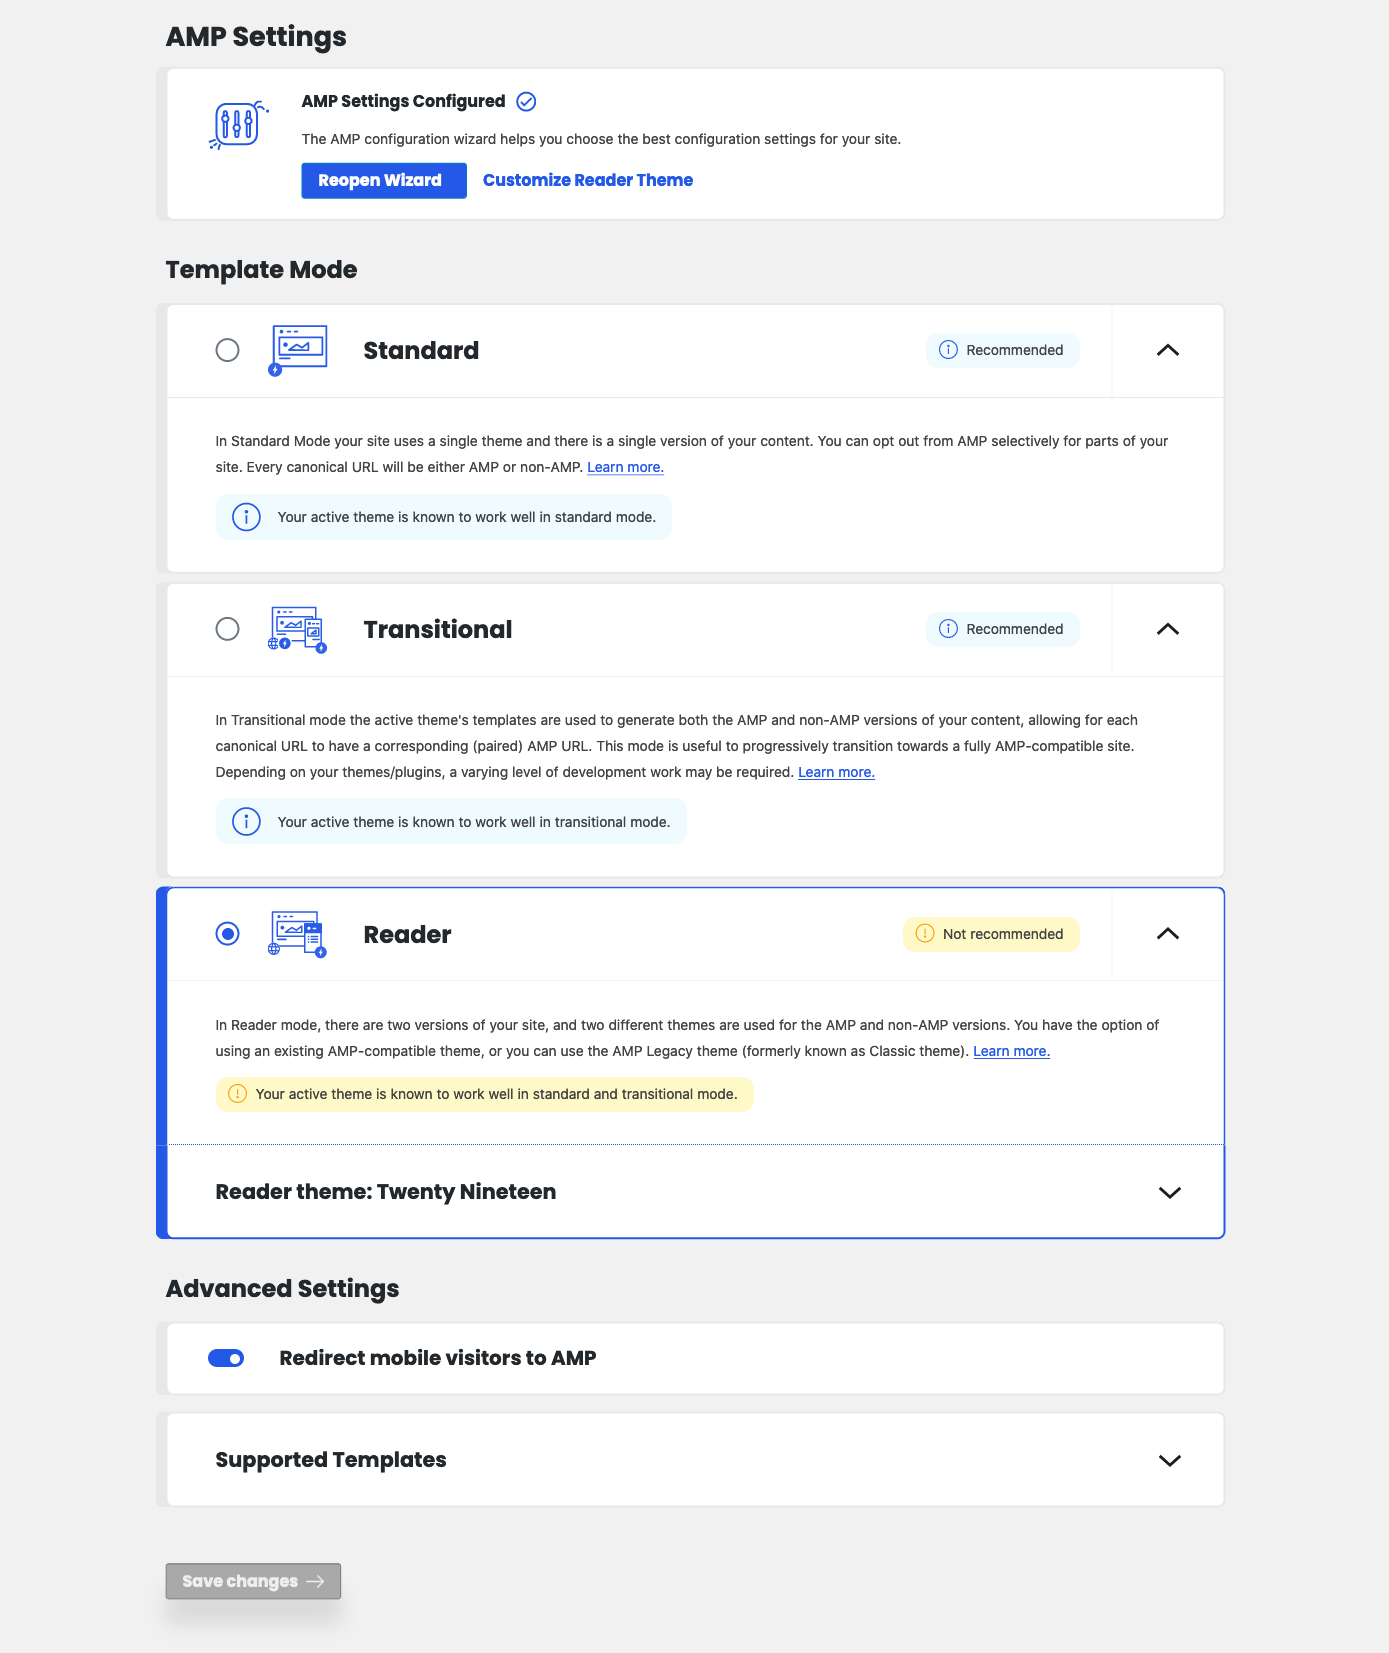 AMP Settings
AMP Settings Configured
The AMP configuration wizard helps you choose the best configuration settings for your site.
Reopen Wizard
Customize Reader Theme
Template Mode
Standard
Recommended
In Standard Mode your site uses a single theme and there is a single version of your content. You can opt out from AMP selectively for parts of your
site. Every canonical URL will be either AMP or non-AMP. Learn more.
Your active theme is known to work well in standard mode.
Transitional
Recommended
In Transitional mode the active theme's templates are used to generate both the AMP and non-AMP versions of your content, allowing for each
canonical URL to have a corresponding (paired) AMP URL. This mode is useful to progressively transition towards a fully AMP-compatible site.
Depending on your themes/plugins, a varying level of development work may be required. Learn more.
Your active theme is known to work well in transitional mode.
Reader
Not recommended
In Reader mode, there are two versions of your site, and two different themes are used for the AMP and non-AMP versions. You have the option of
using an existing AMP-compatible theme, or you can use the AMP Legacy theme (formerly known as Classic theme). Learn more.
Your active theme is known to work well in standard and transitional mode.
Reader theme: Twenty Nineteen
Advanced Settings
Redirect mobile visitors to AMP
Supported Templates
Save changes